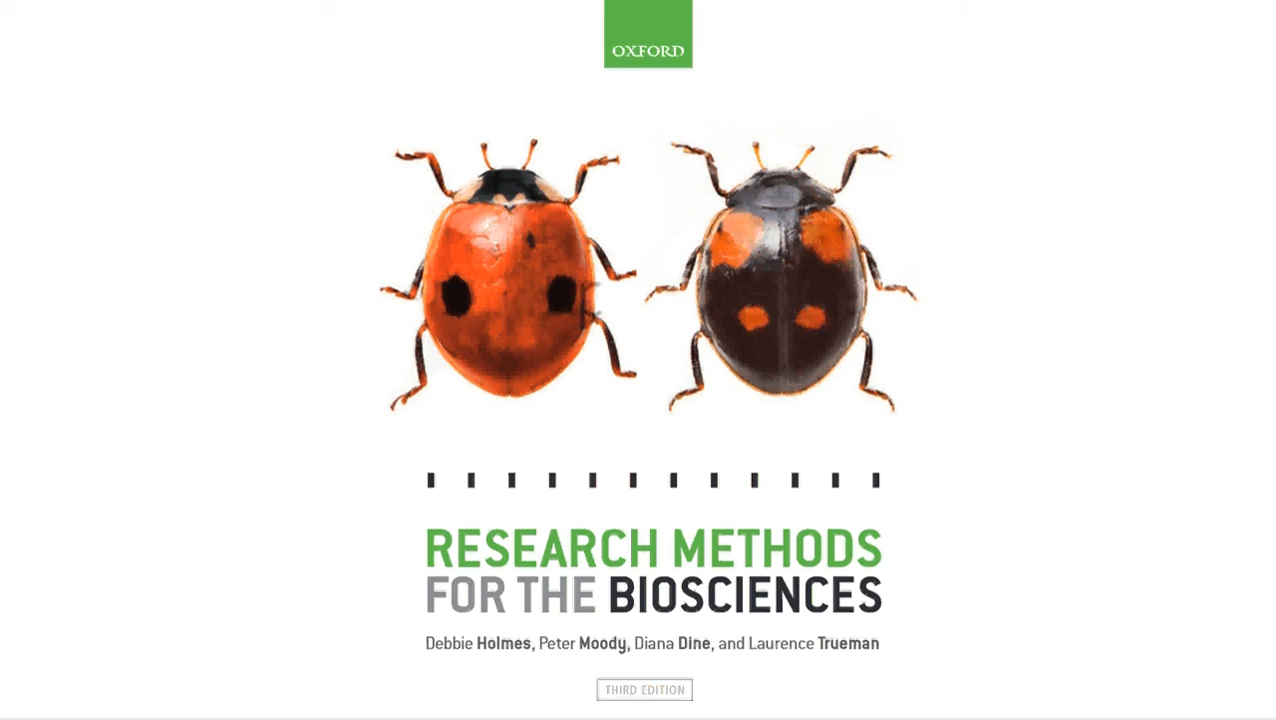 OXFORD
RESEARCH METHODS
FOR THE BIOSCIENCES
Debbie Holmes, Peter Moody, Diana Dine, and Laurence Trueman
THIRD EDITION